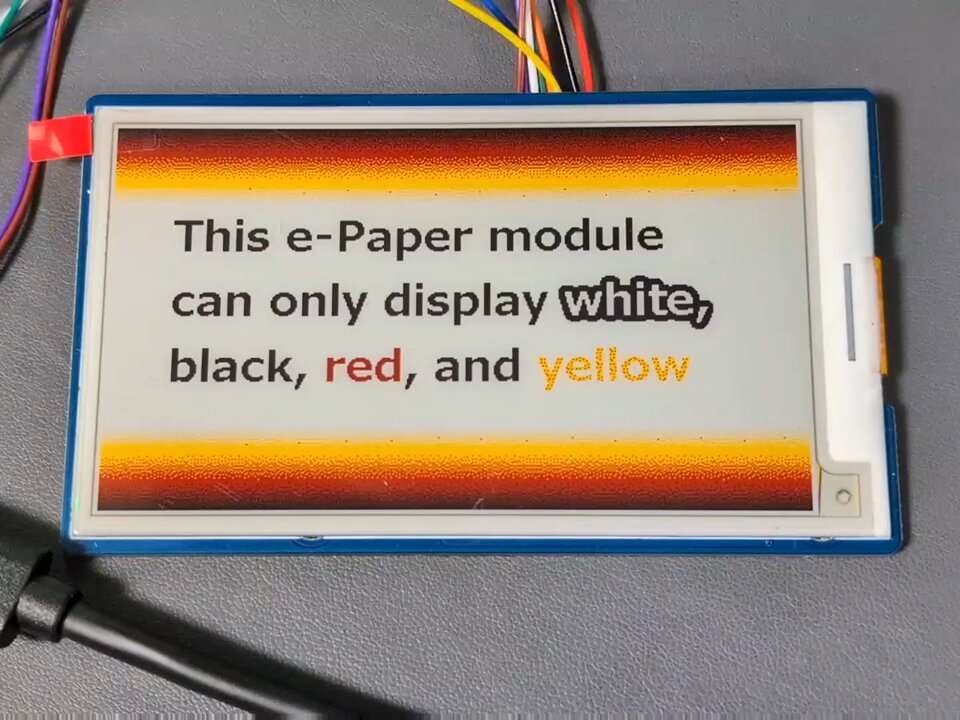 This e-Paper module
can only display white,
black, red, and yellow